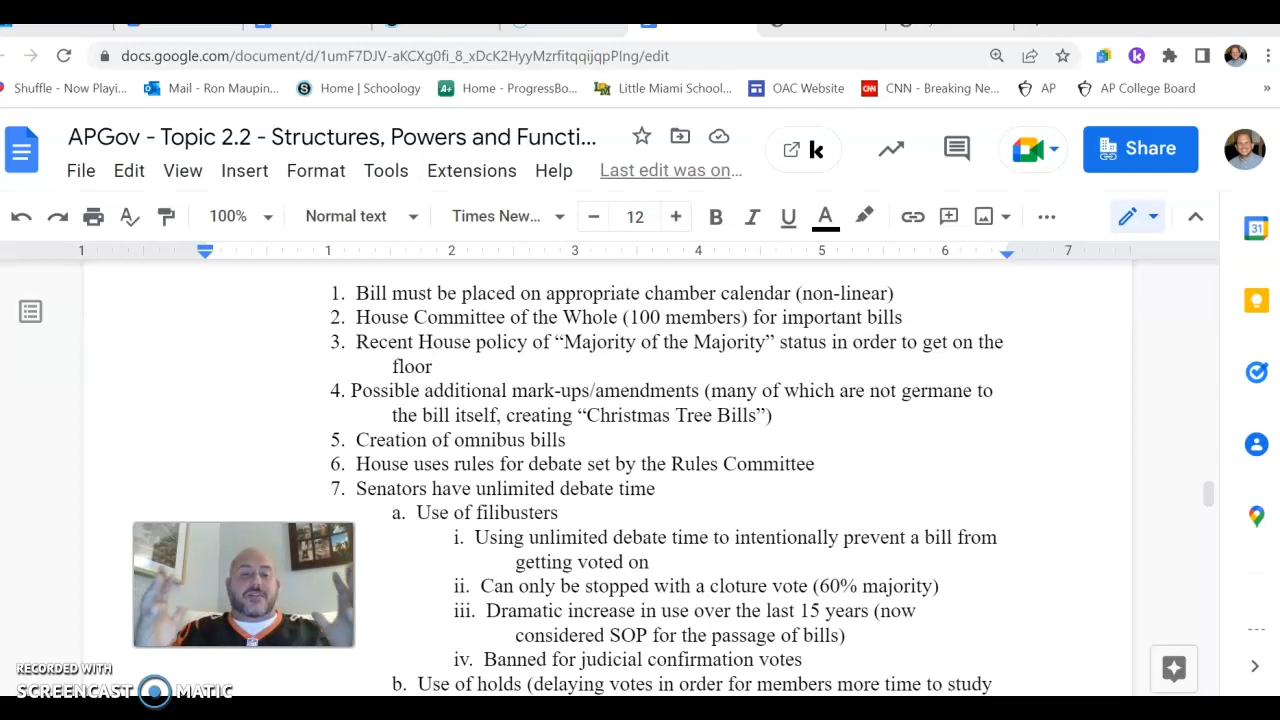 docs.google.com/document/d/1umF7DJV-aKCXg0fi_8_xDcK2HyyMzrfitqqijqpPIng/edit
Shuffle - Now Playi... Mail - Ron Maupin... Home | Schoology Home - ProgressBo... Little Miami School... OAC Website CNN - Breaking Ne... AP AP College Board »
APGov - Topic 2.2 - Structures, Powers and Functi...
k
Share
File Edit View Insert Format Tools Extensions Help Last edit was on...
100% Normal text Times New... 12 B I U A
1 1 2 3 4 5 6 7
31
1. Bill must be placed on appropriate chamber calendar (non-linear)
2. House Committee of the Whole (100 members) for important bills
3. Recent House policy of “Majority of the Majority” status in order to get on the
floor
4. Possible additional mark-ups/amendments (many of which are not germane to
the bill itself, creating “Christmas Tree Bills”)
5. Creation of omnibus bills
6. House uses rules for debate set by the Rules Committee
7. Senators have unlimited debate time
a. Use of filibusters
i. Using unlimited debate time to intentionally prevent a bill from
getting voted on
ii. Can only be stopped with a cloture vote (60% majority)
iii. Dramatic increase in use over the last 15 years (now
considered SOP for the passage of bills)
iv. Banned for judicial confirmation votes
b. Use of holds (delaying votes in order for members more time to study
RECORDED WITH
SCREENCAST MATIC